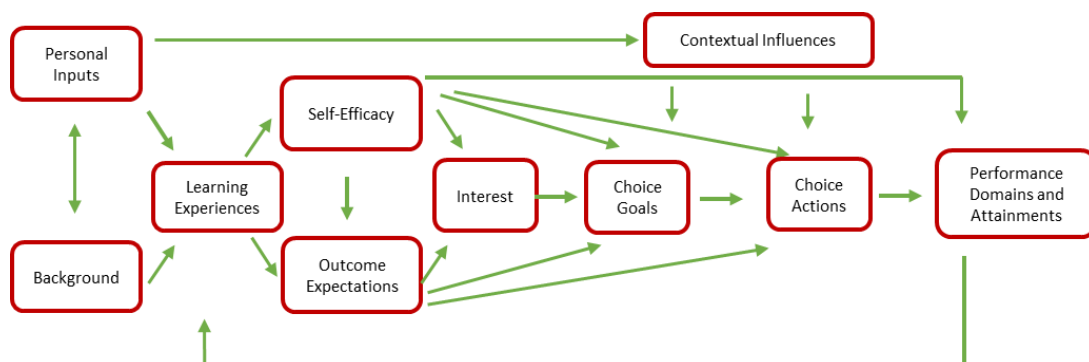 Personal
Inputs
Contextual Influences
Self-Efficacy
Learning
Experiences
Interest
Choice
Goals
Choice
Actions
Performance
Domains and
Attainments
Background
Outcome
Expectations